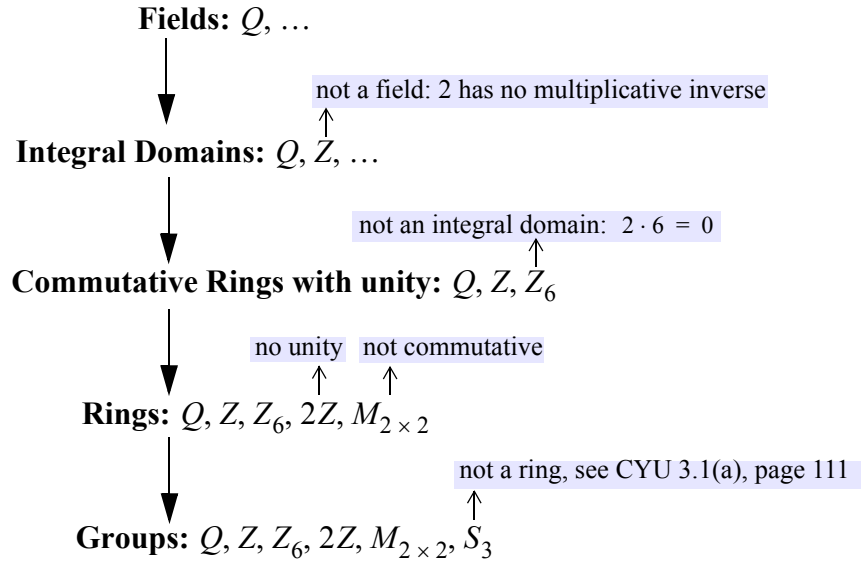 Fields: Q, …
not a field: 2 has no multiplicative inverse
Integral Domains: Q, Z, …
not an integral domain: 2 · 6 = 0
Commutative Rings with unity: Q, Z, Z₆
no unity not commutative
Rings: Q, Z, Z₆, 2Z, M₂ × ₂
not a ring, see CYU 3.1(a), page 111
Groups: Q, Z, Z₆, 2Z, M₂ × ₂, S₃